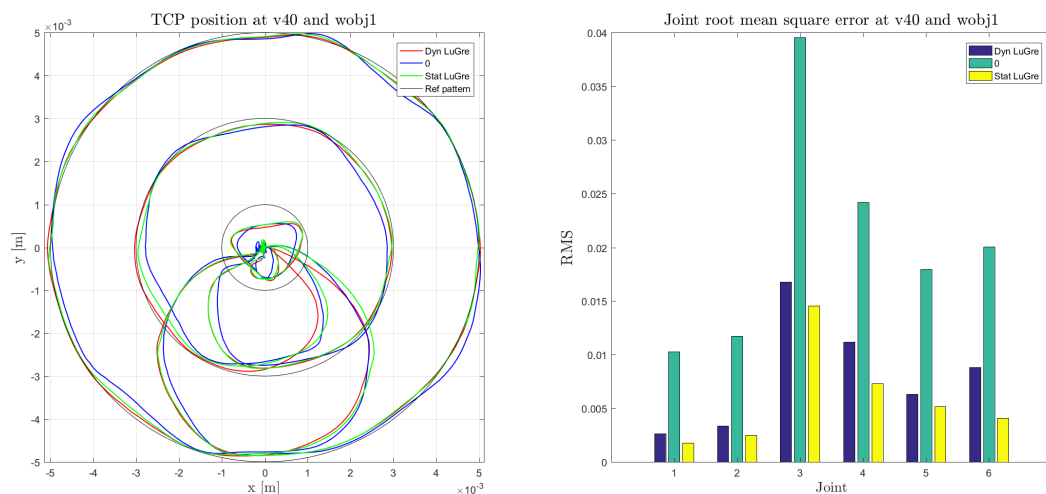 TCP position at v40 and wobj1
×10⁻³
5
4
3
2
1
0
-1
-2
-3
-4
-5
y [m]
-5 -4 -3 -2 -1 0 1 2 3 4 5
x [m]
×10⁻³
Dyn LuGre
0
Stat LuGre
Ref pattern
Joint root mean square error at v40 and wobj1
0.04
0.035
0.03
0.025
0.02
0.015
0.01
0.005
0
R.MS
1 2 3 4 5 6
Joint
Dyn LuGre
0
Stat LuGre